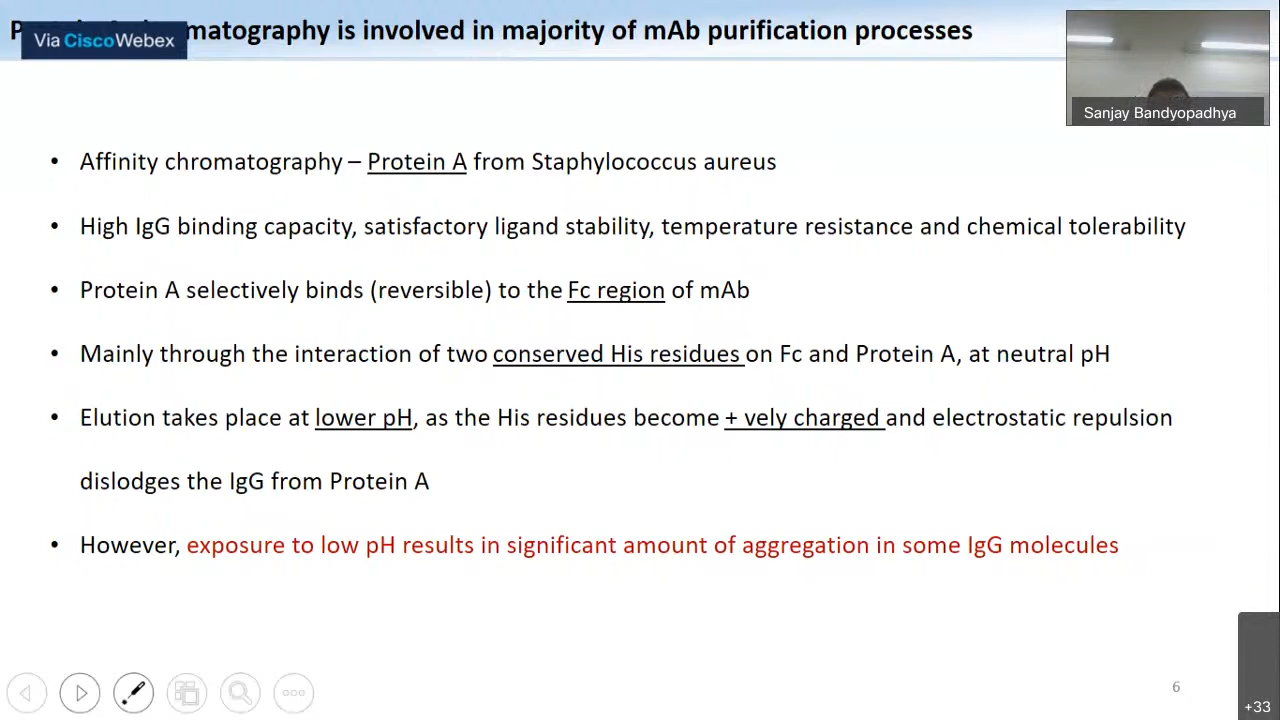 matography is involved in majority of mAb purification processes
Via CiscoWebex
Sanjay Bandyopadhya
• Affinity chromatography – Protein A from Staphylococcus aureus
• High IgG binding capacity, satisfactory ligand stability, temperature resistance and chemical tolerability
• Protein A selectively binds (reversible) to the Fc region of mAb
• Mainly through the interaction of two conserved His residues on Fc and Protein A, at neutral pH
• Elution takes place at lower pH, as the His residues become + vely charged and electrostatic repulsion
dislodges the IgG from Protein A
• However, exposure to low pH results in significant amount of aggregation in some IgG molecules
6
+33